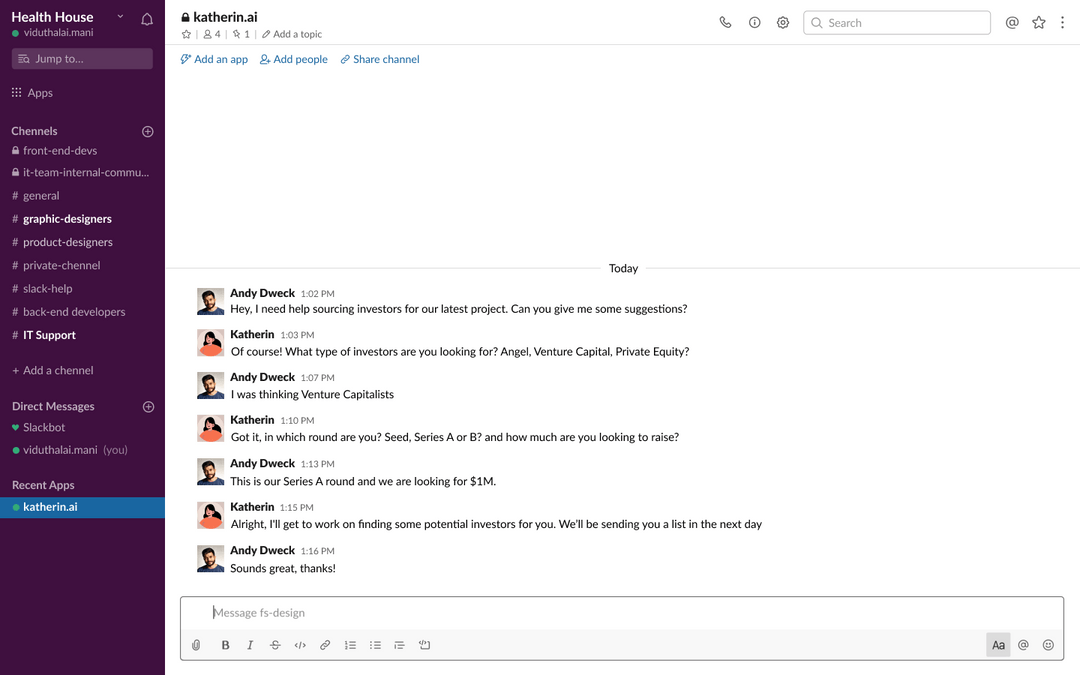 Health House
viduthalai.mani
Jump to...
Apps
Channels
front-end-devs
it-team-internal-commu...
# general
# graphic-designers
# product-designers
# private-chennel
# slack-help
# back-end developers
# IT Support
+ Add a chennel
Direct Messages
Slackbot
viduthalai.mani (you)
Recent Apps
katherin.ai
katherin.ai
4 1 Add a topic
Search
Add an app Add people Share channel
Today
Andy Dweck 1:02 PM
Hey, I need help sourcing investors for our latest project. Can you give me some suggestions?
Katherin 1:03 PM
Of course! What type of investors are you looking for? Angel, Venture Capital, Private Equity?
Andy Dweck 1:07 PM
I was thinking Venture Capitalists
Katherin 1:10 PM
Got it, in which round are you? Seed, Series A or B? and how much are you looking to raise?
Andy Dweck 1:13 PM
This is our Series A round and we are looking for $1M.
Katherin 1:15 PM
Alright, I'll get to work on finding some potential investors for you. We'll be sending you a list in the next day
Andy Dweck 1:16 PM
Sounds great, thanks!
Message fs-design
B I S </> Aa @